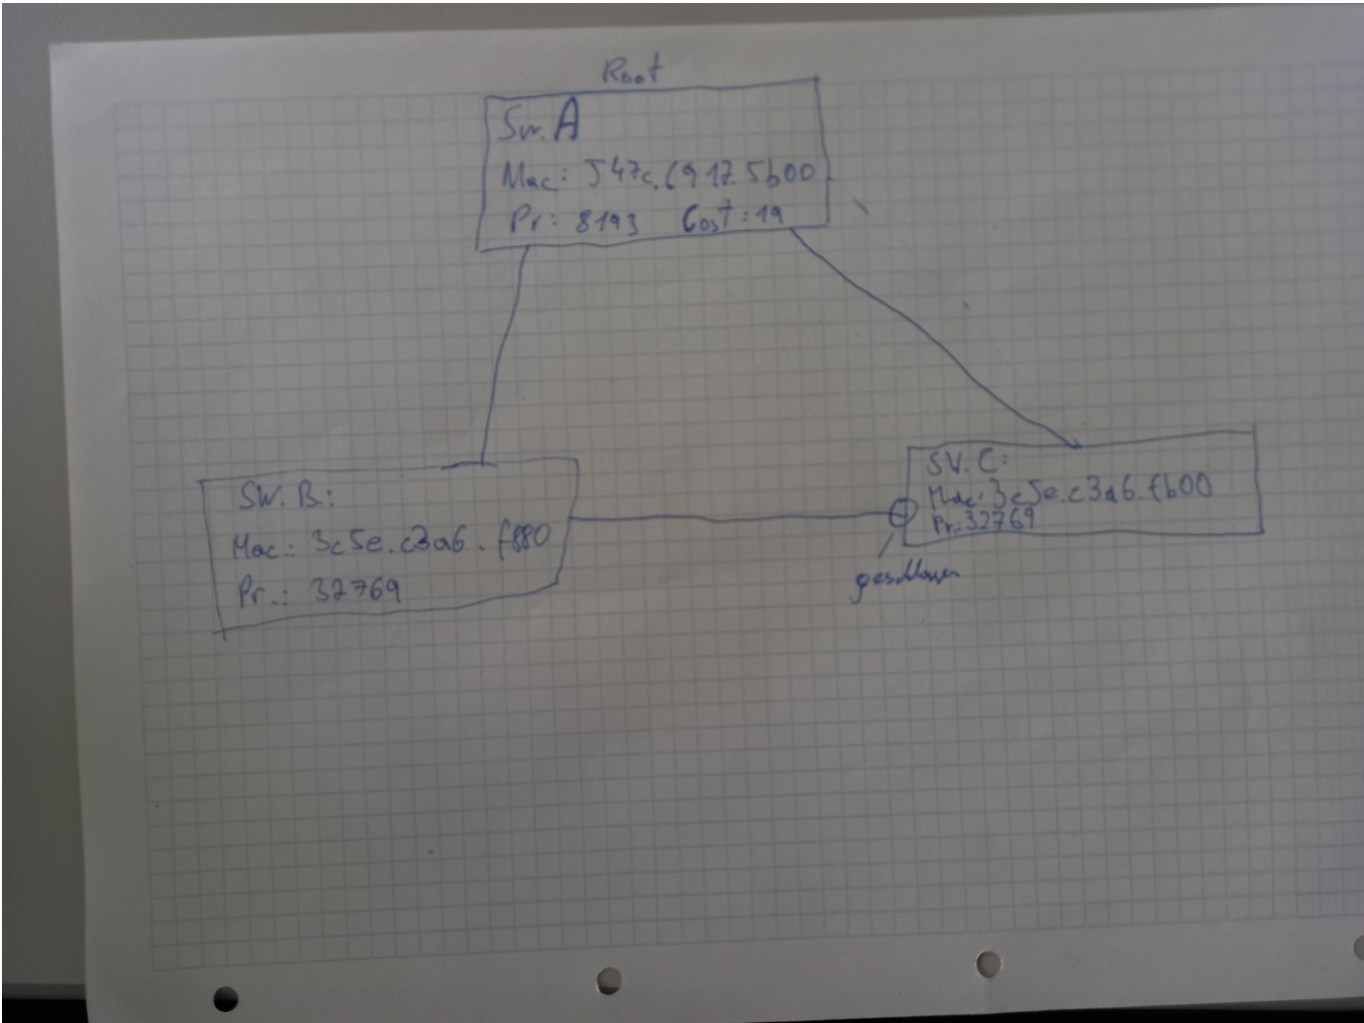 Root
Sw. A
Mac: 547c.6917.5b00
Pr: 8193 Cost: 19
SW. B.:
Mac: 3c5e.c3a6.f880
Pr.: 32769
SW. C:
Mac: 3c5e.c3a6.fb00
Pr: 32769
geschlossen